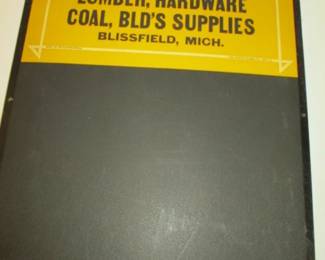 LUMBER, HARDWARE
COAL, BLD'S SUPPLIES
BLISSFIELD, MICH.